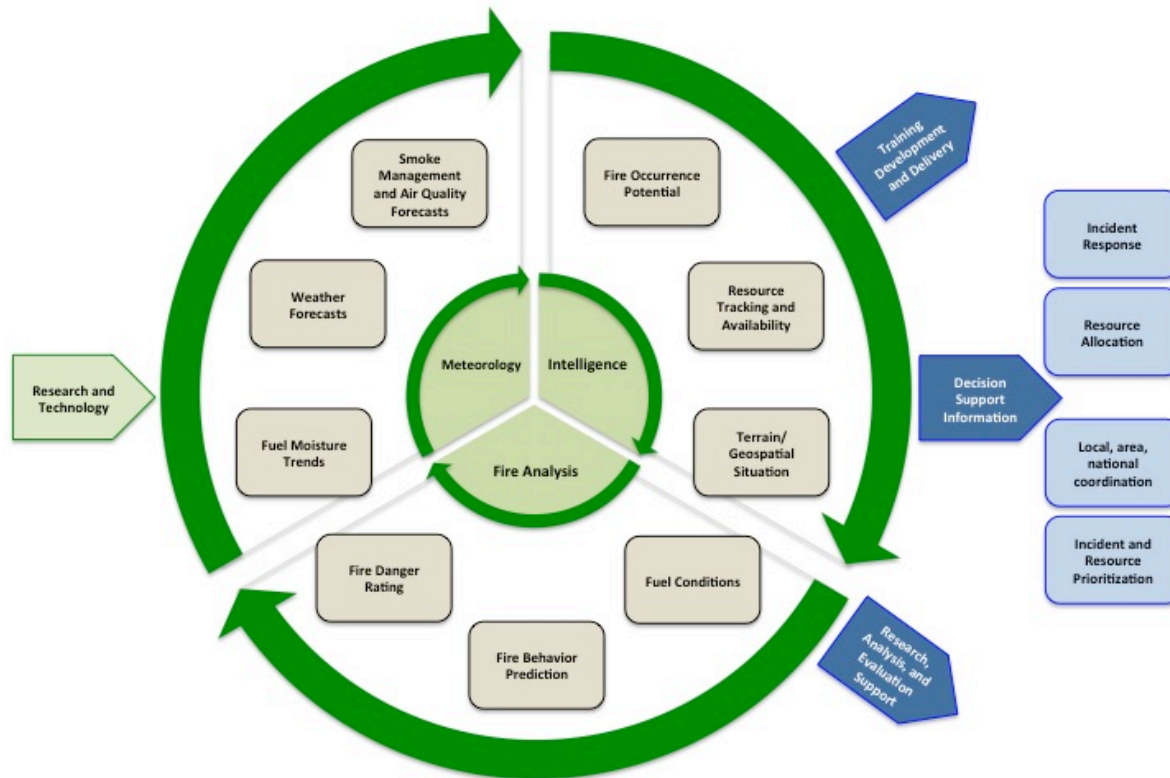 Smoke
Management
and Air Quality
Forecasts
Fire Occurrence
Potential
Training
Development
and Delivery
Weather
Forecasts
Resource
Tracking and
Availability
Incident
Response
Resource
Allocation
Meteorology
Intelligence
Fire Analysis
Research and
Technology
Decision
Support
Information
Fuel Moisture
Trends
Terrain/
Geospatial
Situation
Local, area,
national
coordination
Fire Danger
Rating
Fuel Conditions
Incident and
Resource
Prioritization
Fire Behavior
Prediction
Research,
Analysis, and
Evaluation
Support